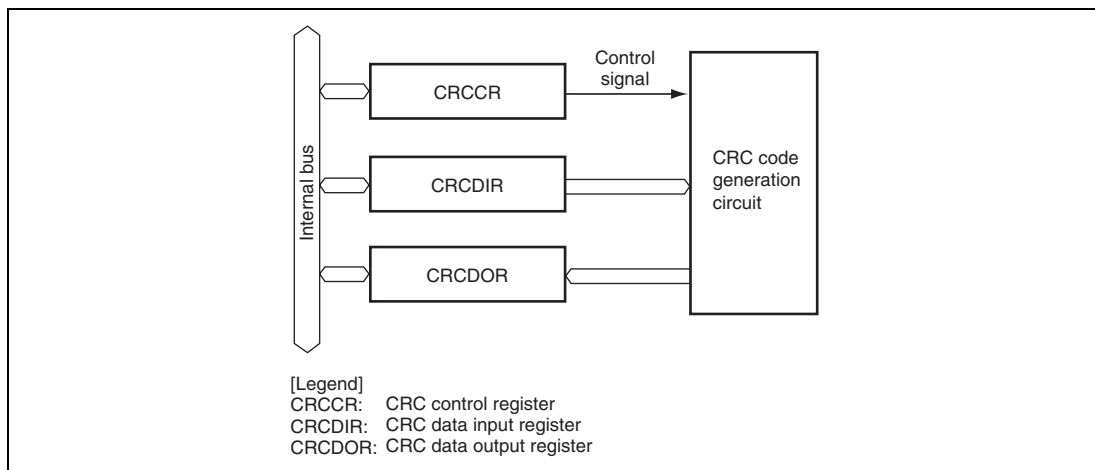 Control
signal
CRCCR
CRC code
generation
circuit
CRCDIR
Internal bus
CRCDOR
[Legend]
CRCCR: CRC control register
CRCDIR: CRC data input register
CRCDOR: CRC data output register